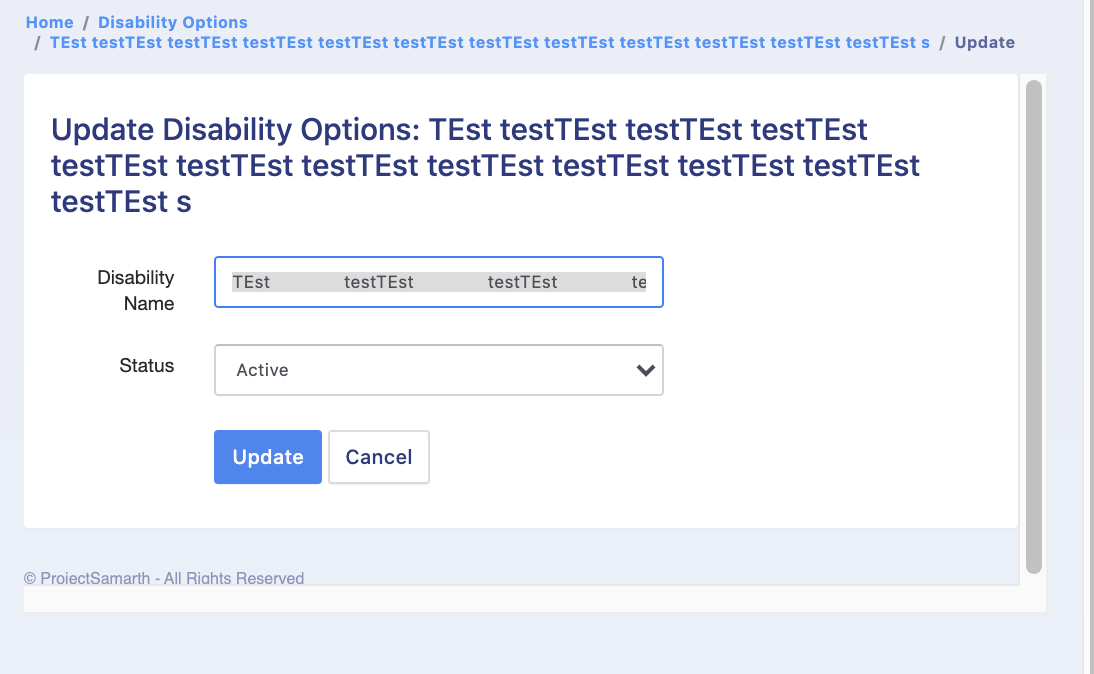 Home / Disability Options
/ TEst testTEst testTEst testTEst testTEst testTEst testTEst testTEst testTEst testTEst testTEst testTEst s / Update
Update Disability Options: TEst testTEst testTEst testTEst
testTEst testTEst testTEst testTEst testTEst testTEst testTEst
testTEst s
Disability
Name
TEst testTEst testTEst te
Status
Active
Update Cancel
© ProjectSamarth - All Rights Reserved